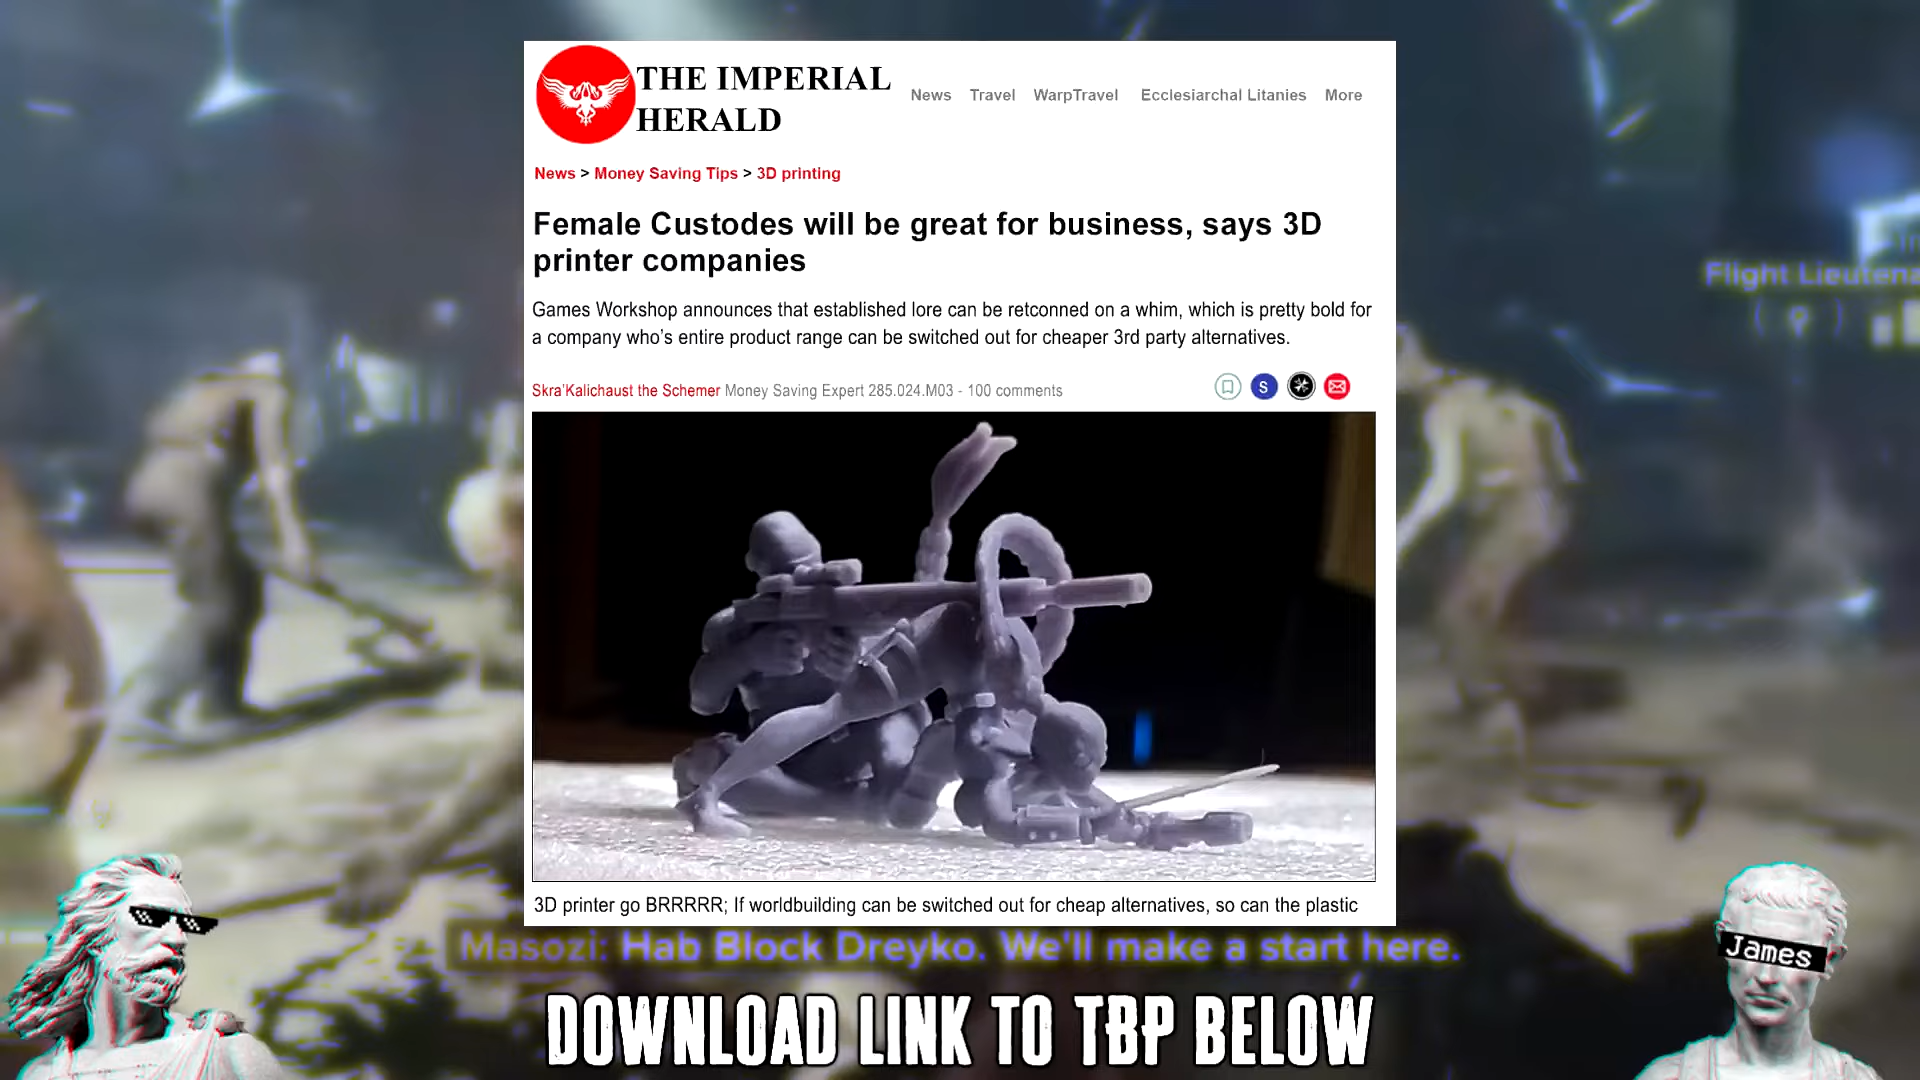 THE IMPERIAL
HERALD
News Travel WarpTravel Ecclesiarchal Litanies More
News > Money Saving Tips > 3D printing
Female Custodes will be great for business, says 3D
printer companies
Games Workshop announces that established lore can be retconned on a whim, which is pretty bold for
a company who's entire product range can be switched out for cheaper 3rd party alternatives.
Skra'Kalichaust the Schemer Money Saving Expert 285.024.M03 - 100 comments
S
3D printer go BRRRRR; If worldbuilding can be switched out for cheap alternatives, so can the plastic
Flight
Masozi: Hab Block Dreyko. We'll make a start here.
James
DOWNLOAD LINK TO TBP BELOW